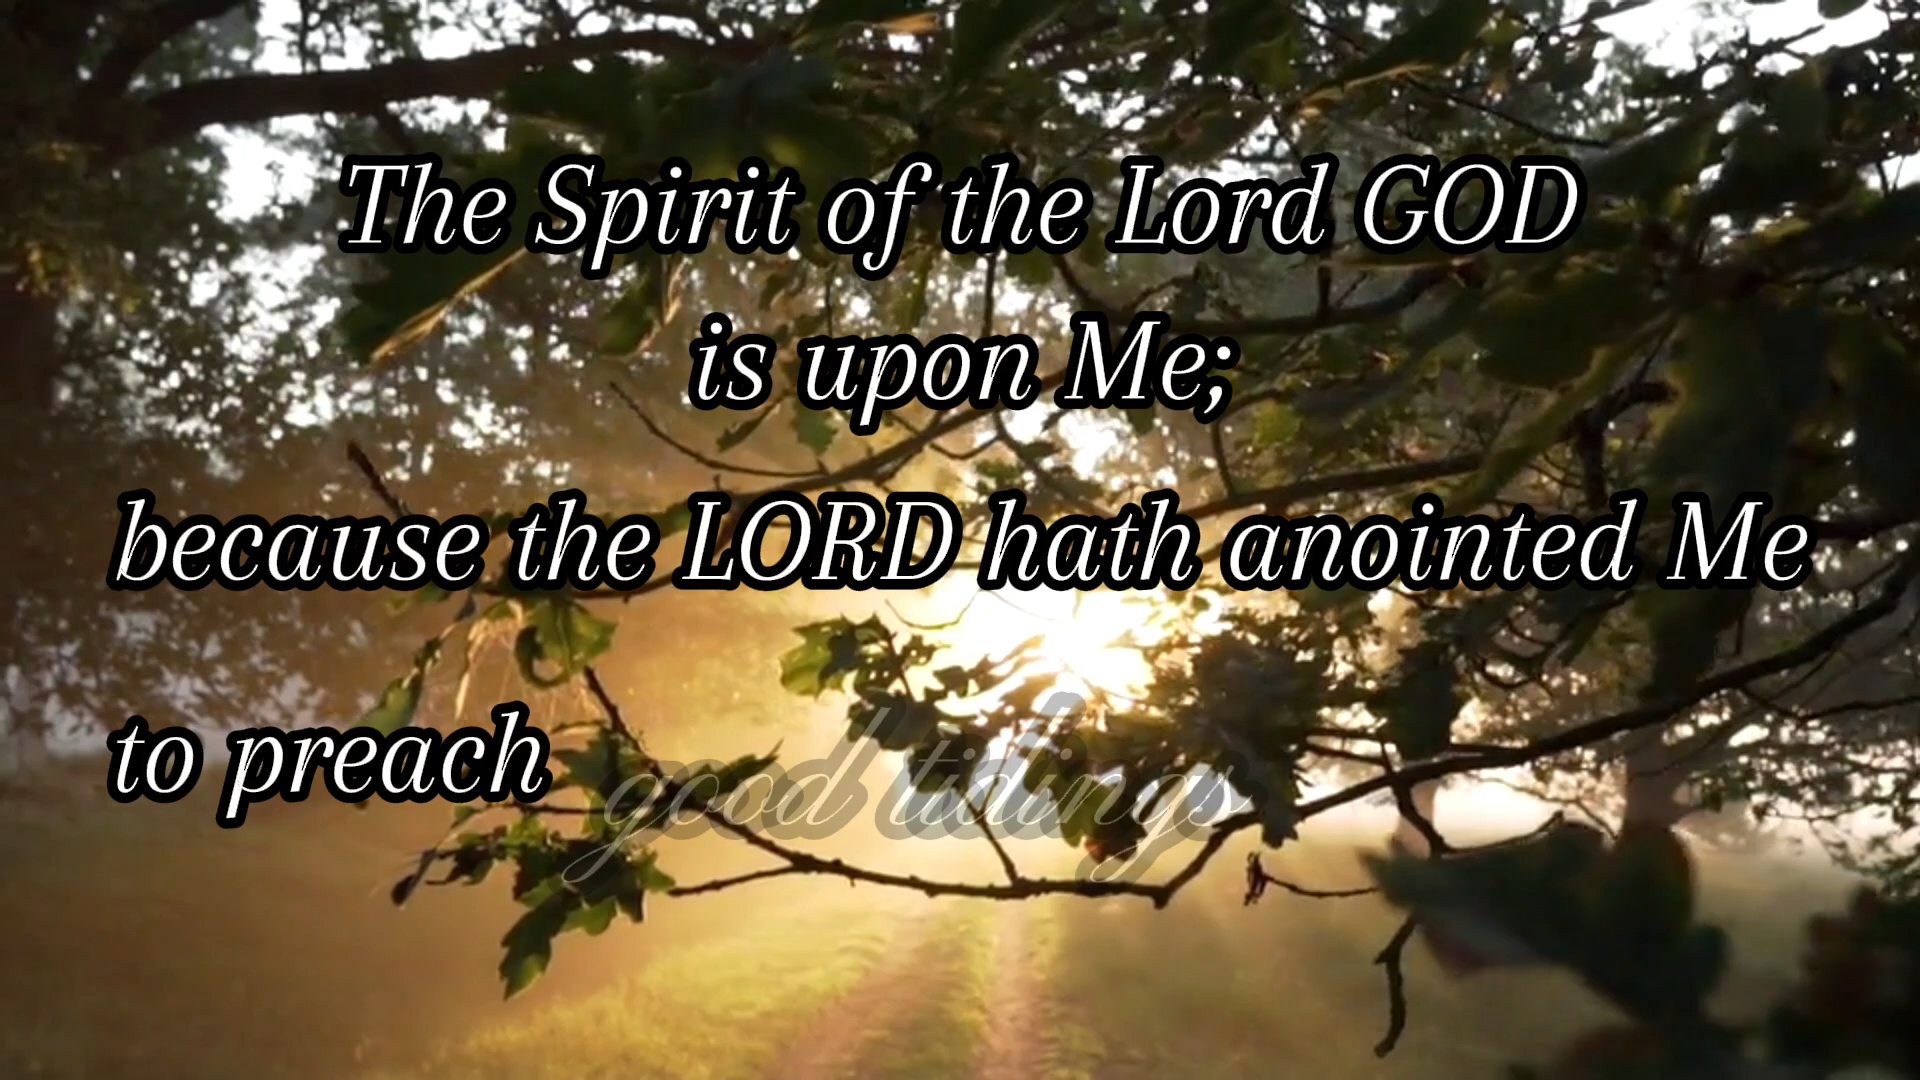 The Spirit of the Lord GOD
is upon Me;
because the LORD hath anointed Me
to preach good tidings